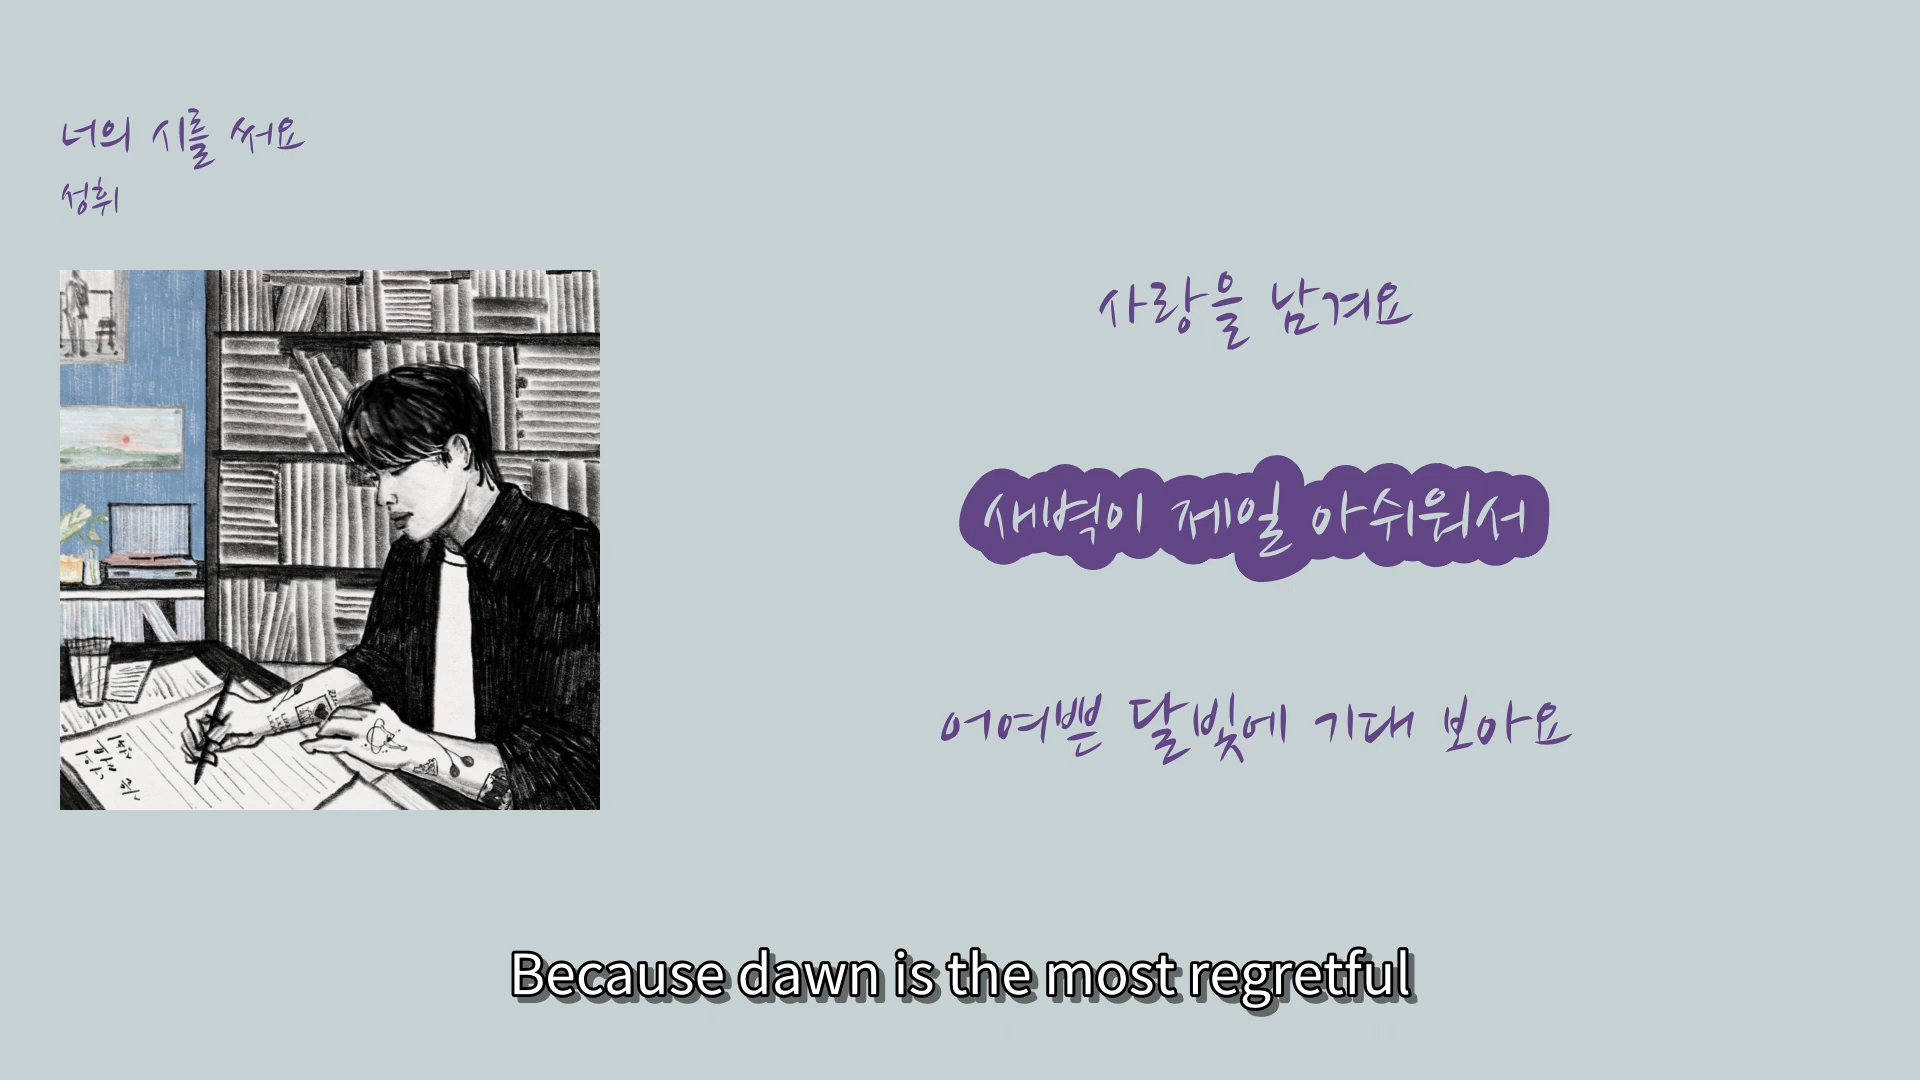 너의 시를 써요
성휘
사랑을 남겨요
새벽이 제일 아쉬워서
어여쁜 달빛에 기대 보아요
Because dawn is the most regretful